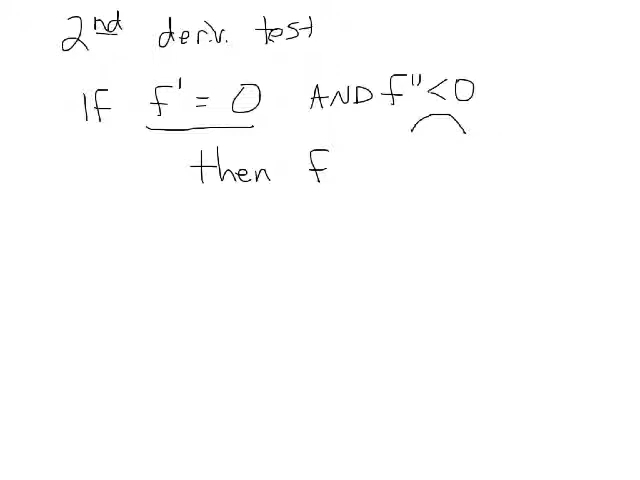 2nd deriv. test
IF f' = 0 AND f'' < 0
then f